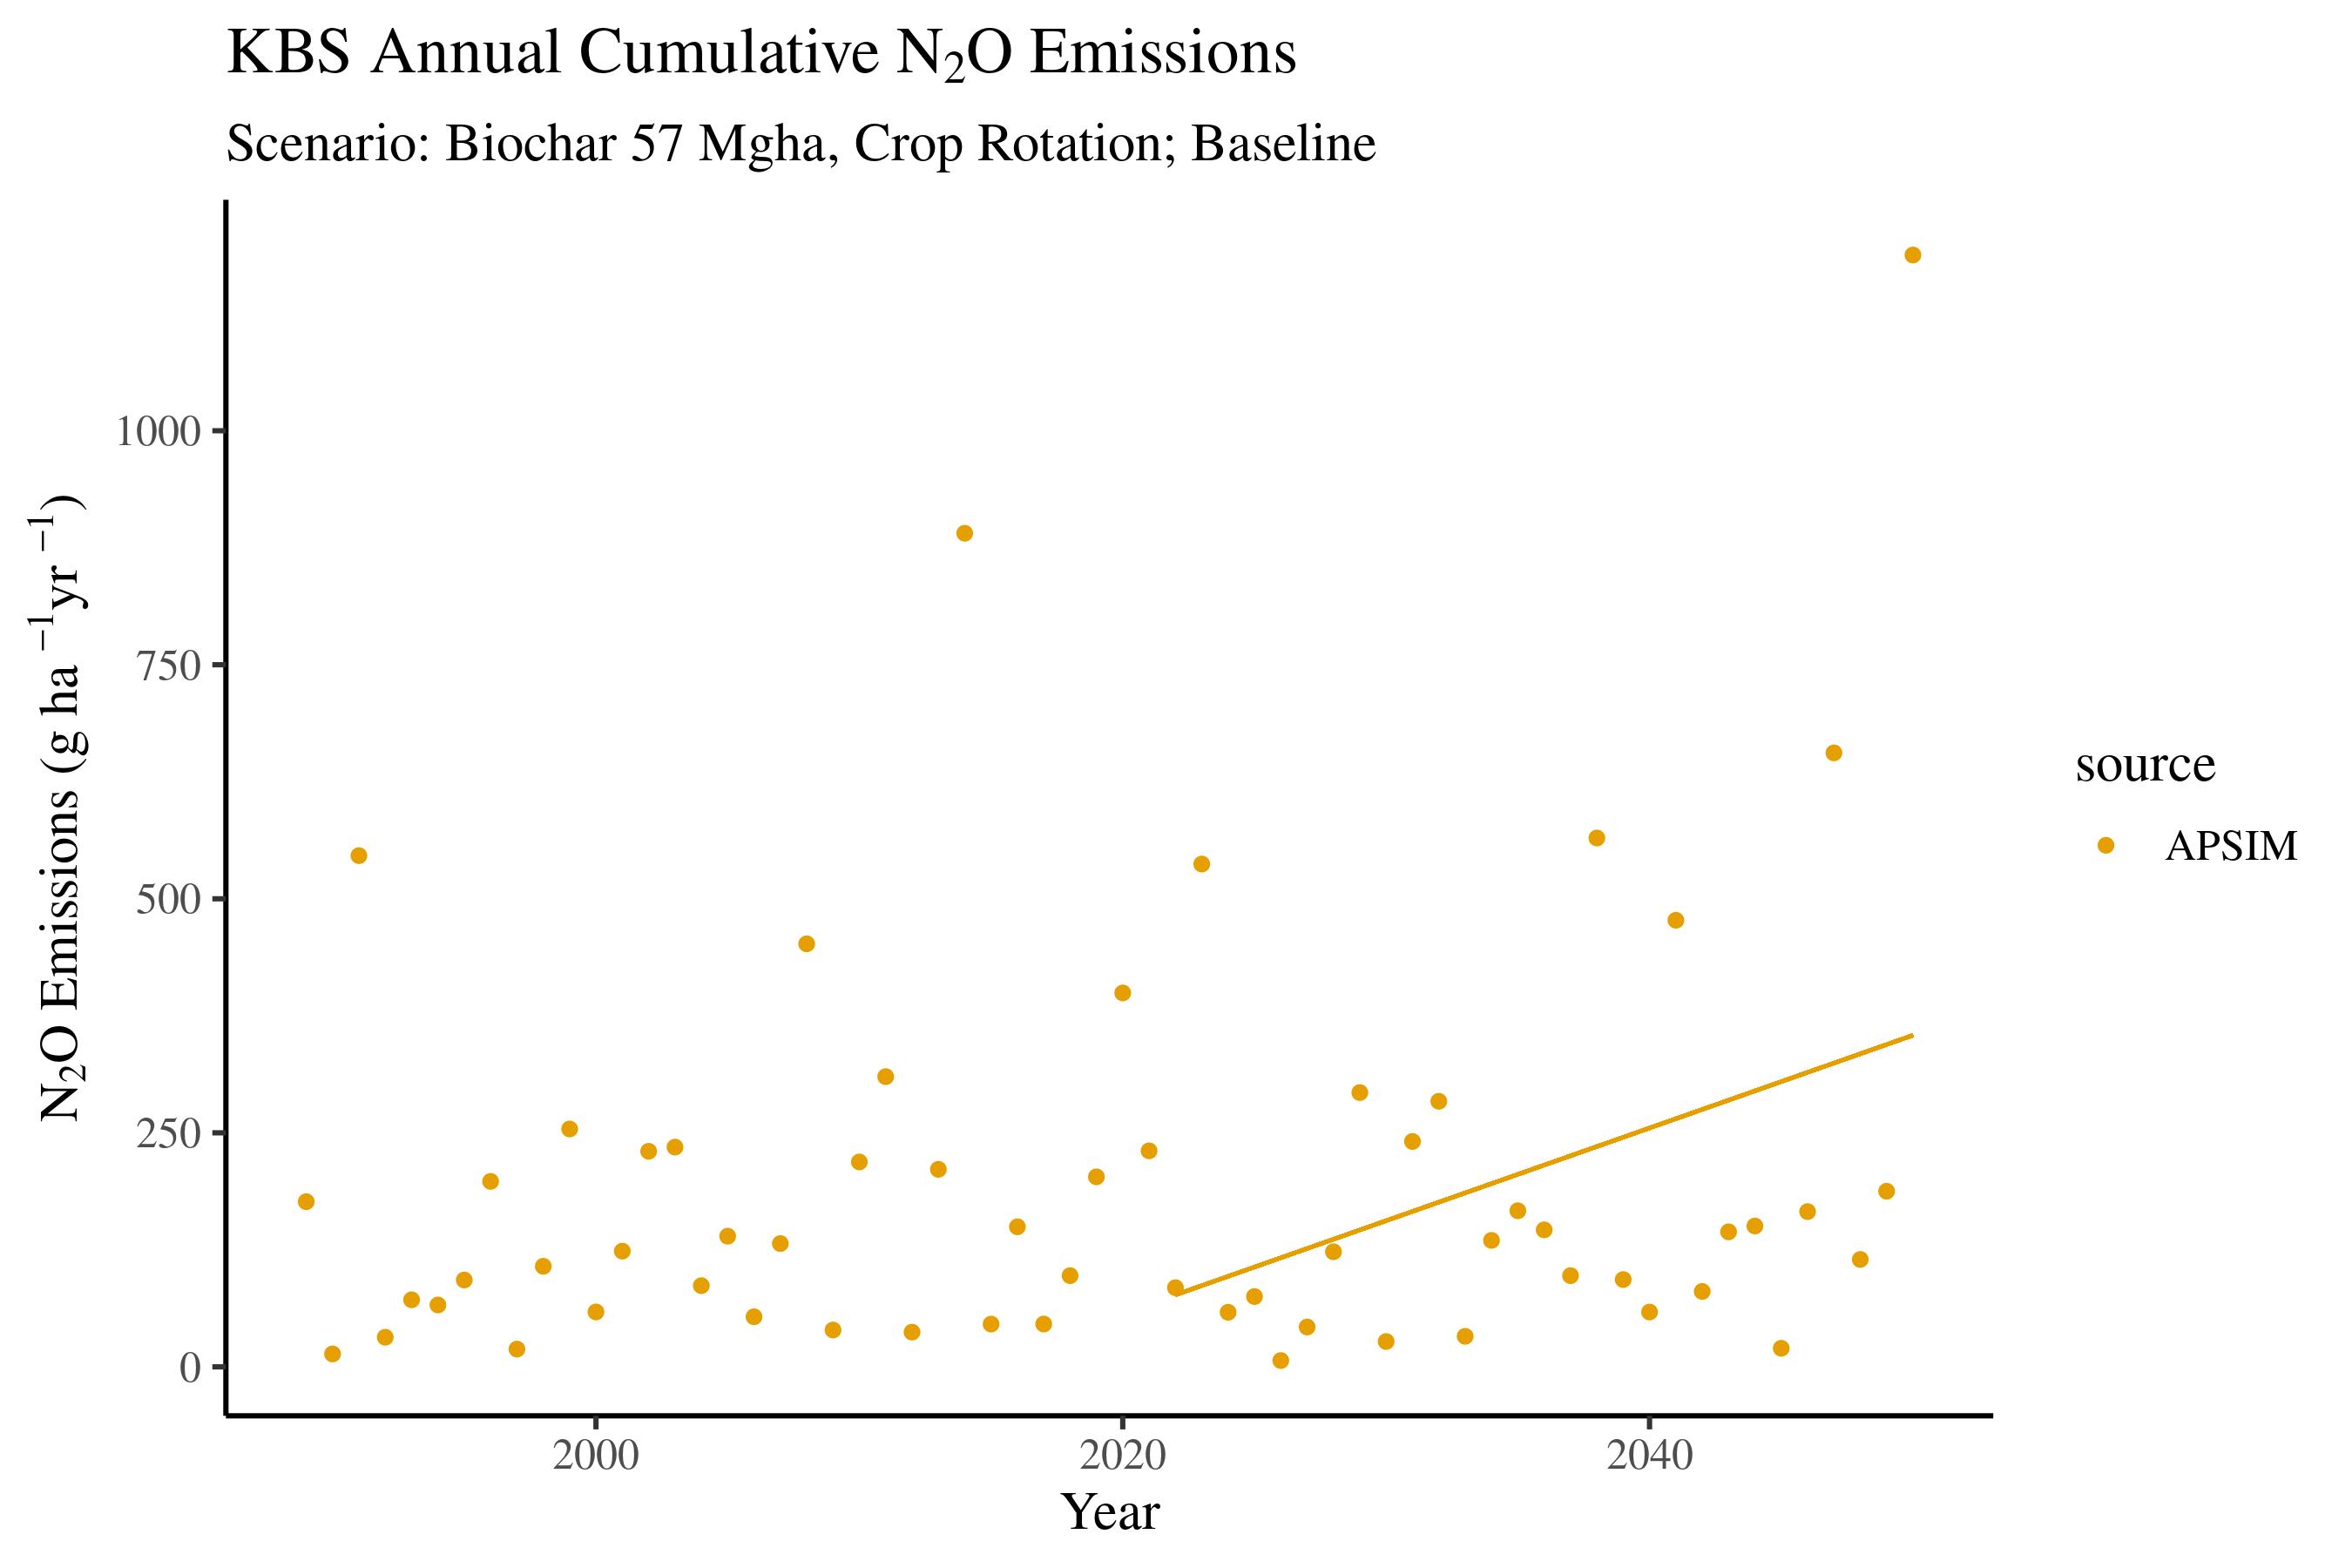 KBS Annual Cumulative N₂O Emissions
Scenario: Biochar 57 Mgha, Crop Rotation; Baseline
N₂O Emissions (g ha⁻¹yr⁻¹)
1000
750
500
250
0
2000 2020 2040
Year
source
APSIM